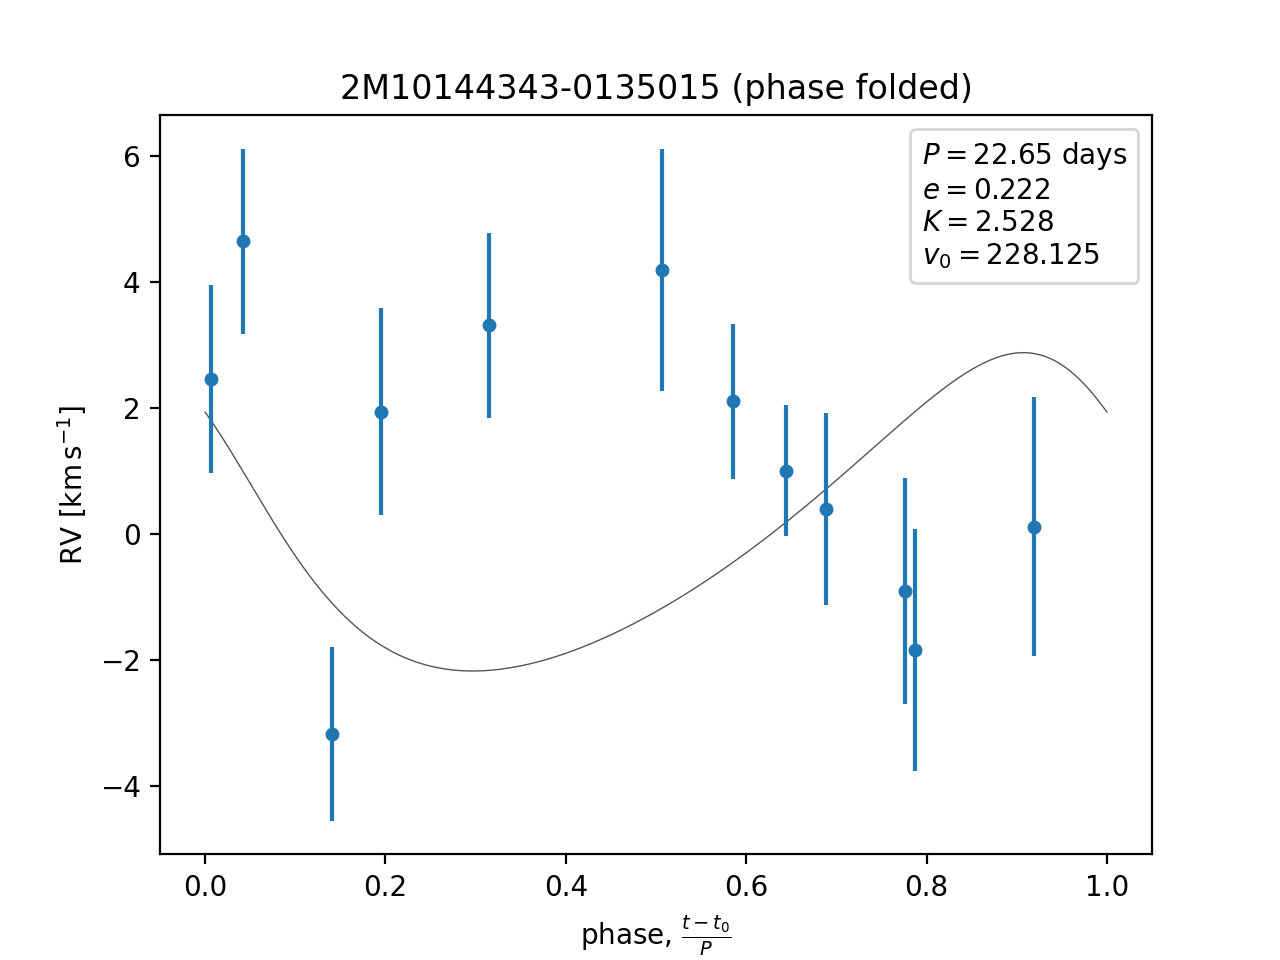 2M10144343-0135015 (phase folded)
P = 22.65 days
e = 0.222
K = 2.528
v₀ = 228.125
RV [km s⁻¹]
6
4
2
0
−2
−4
0.0 0.2 0.4 0.6 0.8 1.0
phase, (t − t₀)/P